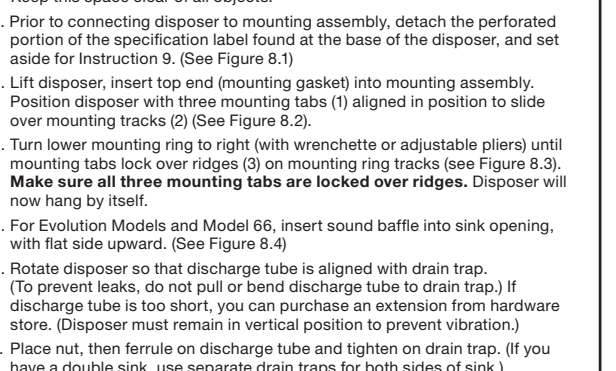 Keep this space clear of all objects.
. Prior to connecting disposer to mounting assembly, detach the perforated
portion of the specification label found at the base of the disposer, and set
aside for Instruction 9. (See Figure 8.1)
. Lift disposer, insert top end (mounting gasket) into mounting assembly.
Position disposer with three mounting tabs (1) aligned in position to slide
over mounting tracks (2) (See Figure 8.2).
. Turn lower mounting ring to right (with wrenchette or adjustable pliers) until
mounting tabs lock over ridges (3) on mounting ring tracks (see Figure 8.3).
Make sure all three mounting tabs are locked over ridges. Disposer will
now hang by itself.
. For Evolution Models and Model 66, insert sound baffle into sink opening,
with flat side upward. (See Figure 8.4)
. Rotate disposer so that discharge tube is aligned with drain trap.
(To prevent leaks, do not pull or bend discharge tube to drain trap.) If
discharge tube is too short, you can purchase an extension from hardware
store. (Disposer must remain in vertical position to prevent vibration.)
. Place nut, then ferrule on discharge tube and tighten on drain trap. (If you
have a double sink, use separate drain traps for both sides of sink.)